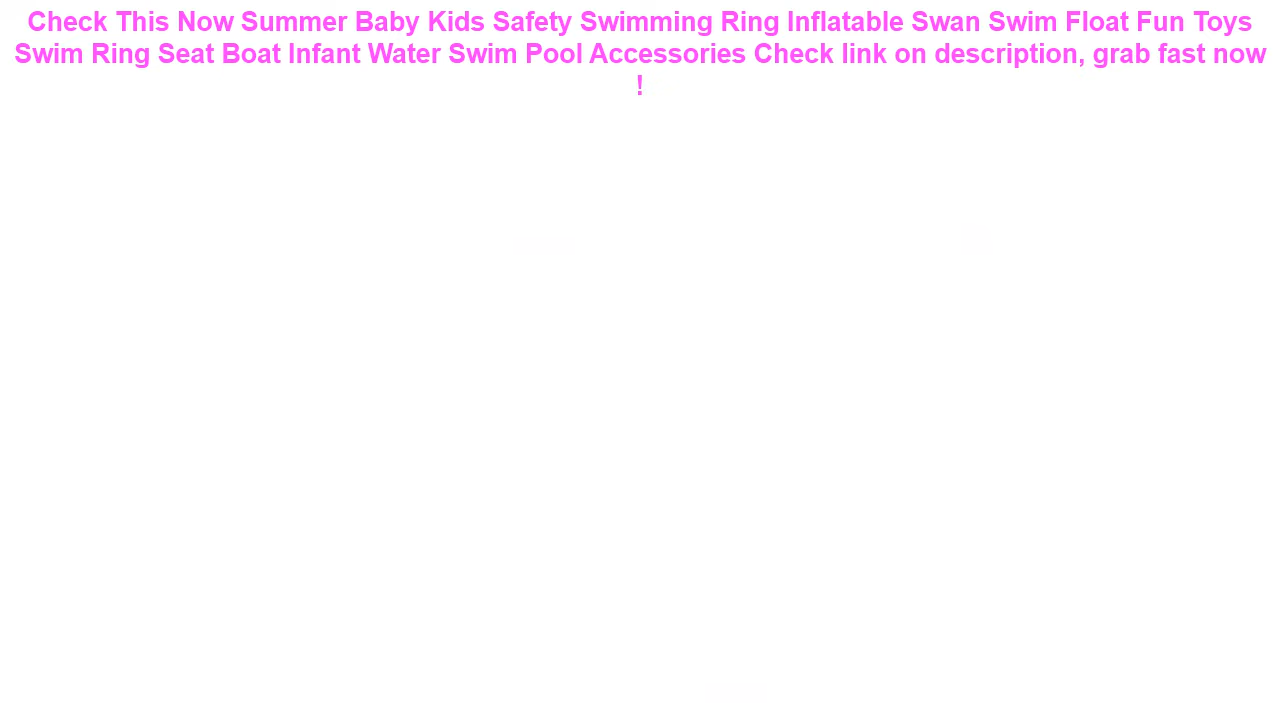 Check This Now Summer Baby Kids Safety Swimming Ring Inflatable Swan Swim Float Fun Toys
Swim Ring Seat Boat Infant Water Swim Pool Accessories Check link on description, grab fast now
!